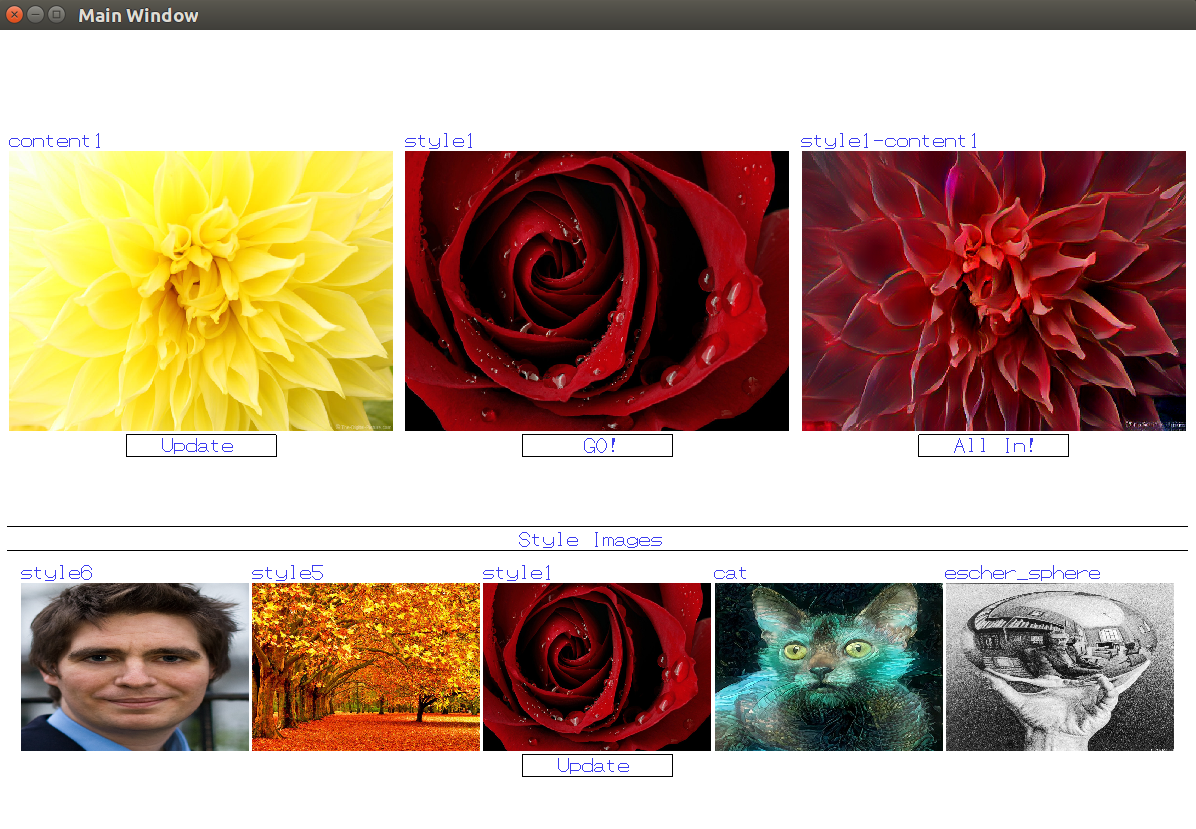 Main Window
content1 style1 style1-content1
Update GO! All In!
Style Images
style6 style5 style1 cat escher_sphere
Update